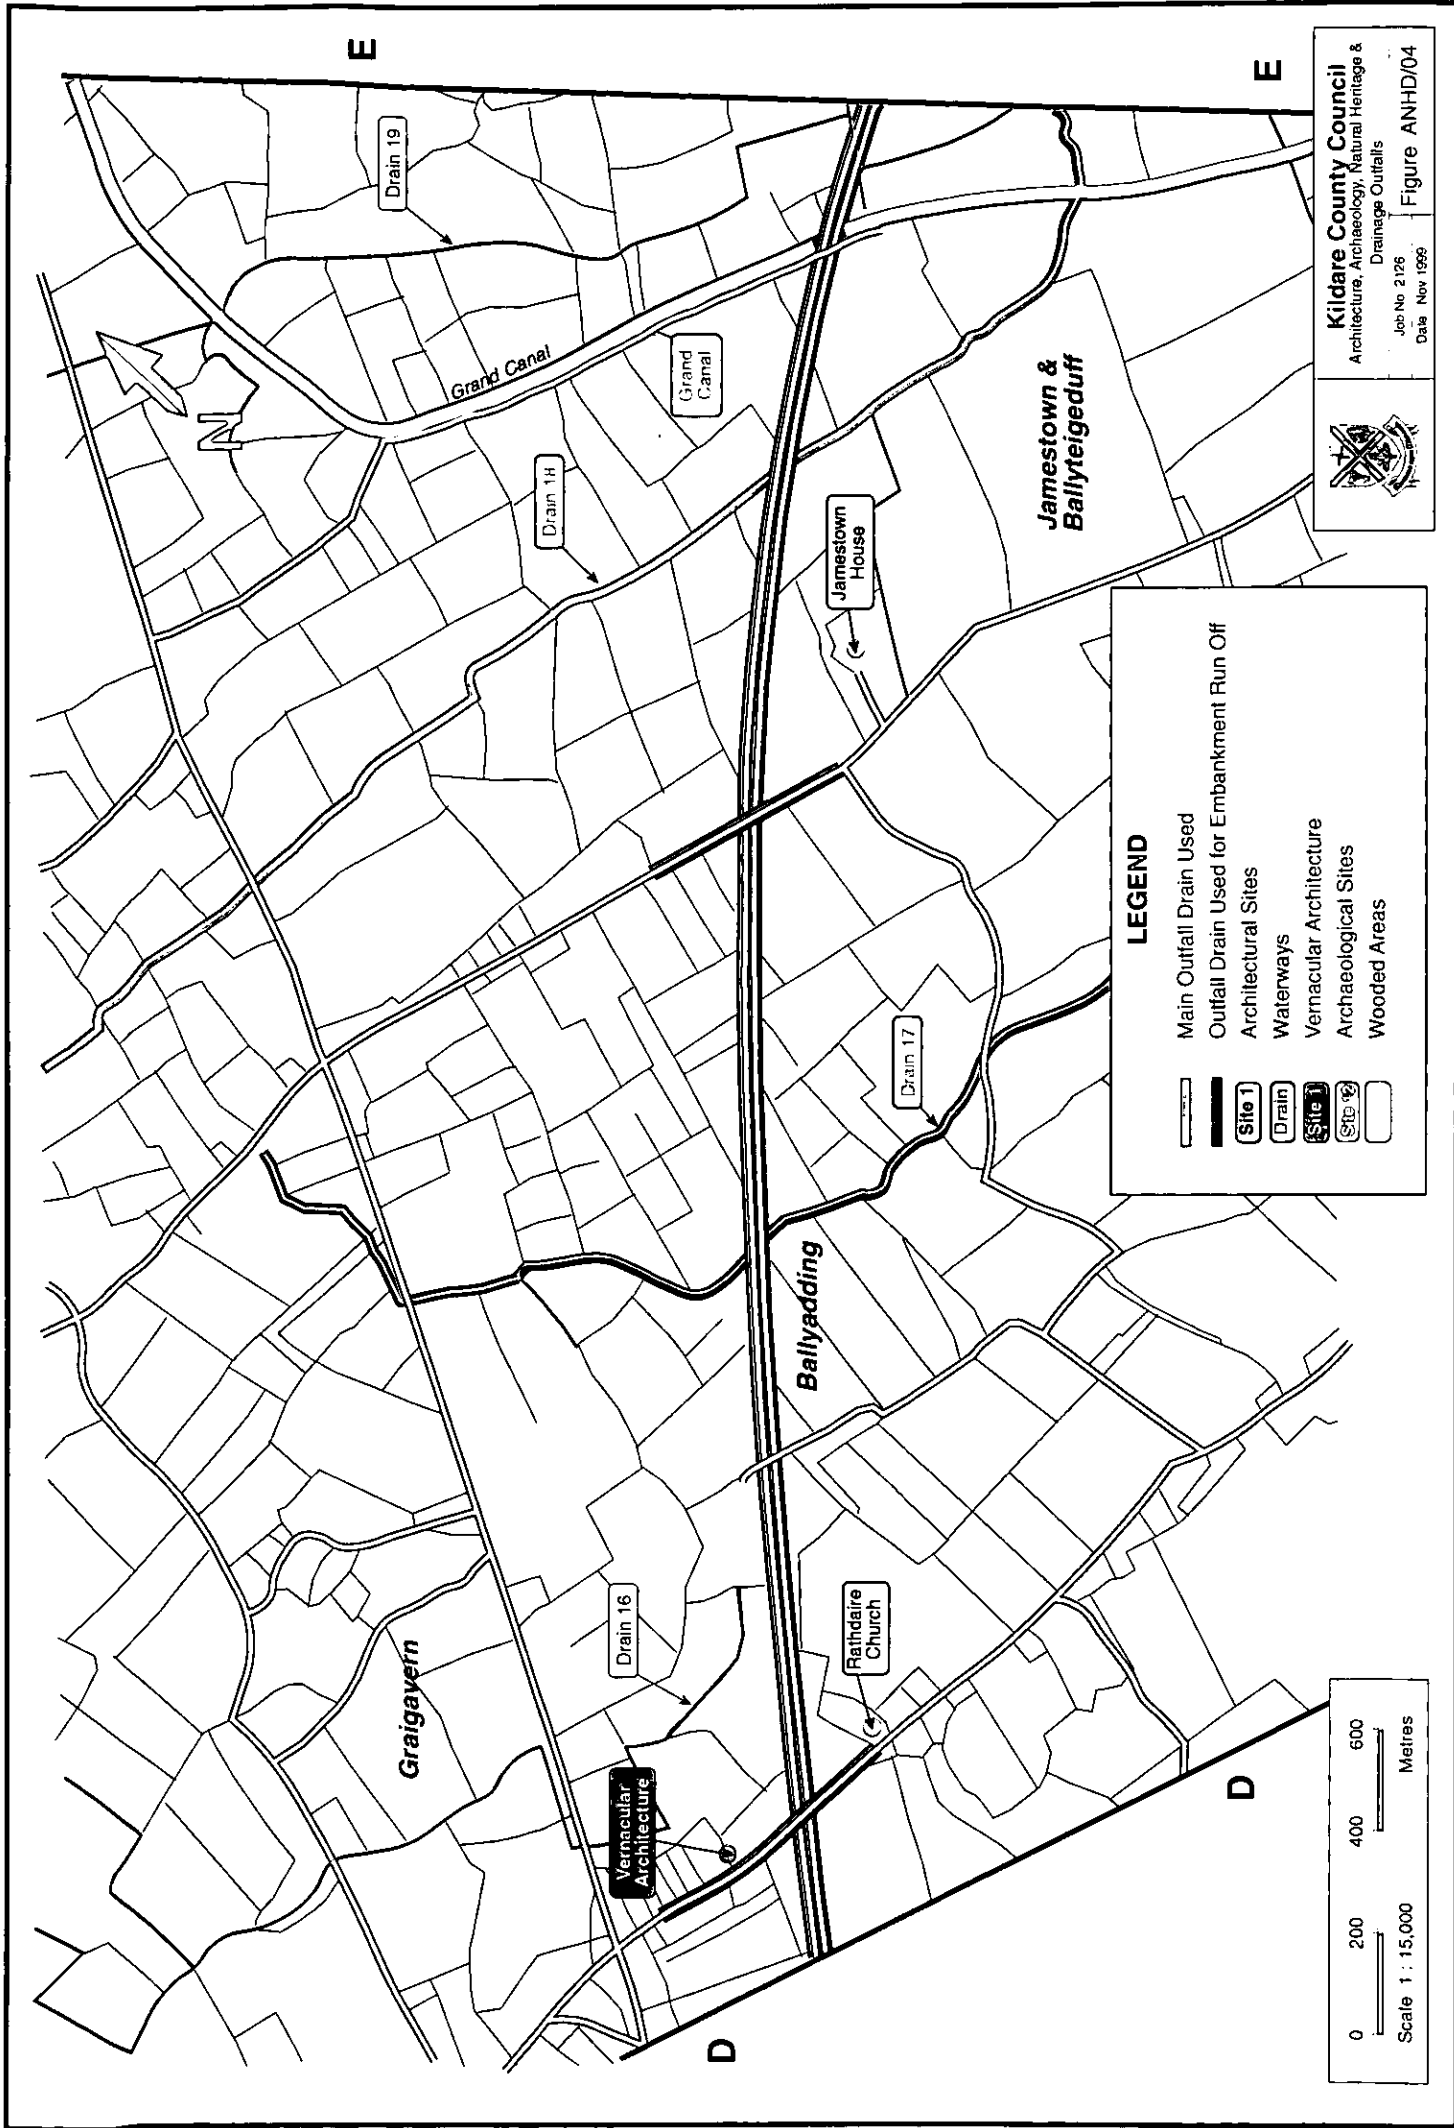 E
E
D
D
N
Drain 19
Grand Canal
Grand
Canal
Drain 18
Jamestown
House
Jamestown &
Ballyteigeduff
Drain 17
Ballyadding
Graigavern
Drain 16
Rathdaire
Church
Vernacular
Architecture
LEGEND
Main Outfall Drain Used
Outfall Drain Used for Embankment Run Off
Site 1 Architectural Sites
Drain Waterways
Site 1 Vernacular Architecture
Site Archaeological Sites
Wooded Areas
0 200 400 600
Scale 1 : 15,000 Metres
Kildare County Council
Architecture, Archaeology, Natural Heritage &
Drainage Outfalls
Job No 2126
Date Nov 1999
Figure ANHD/04